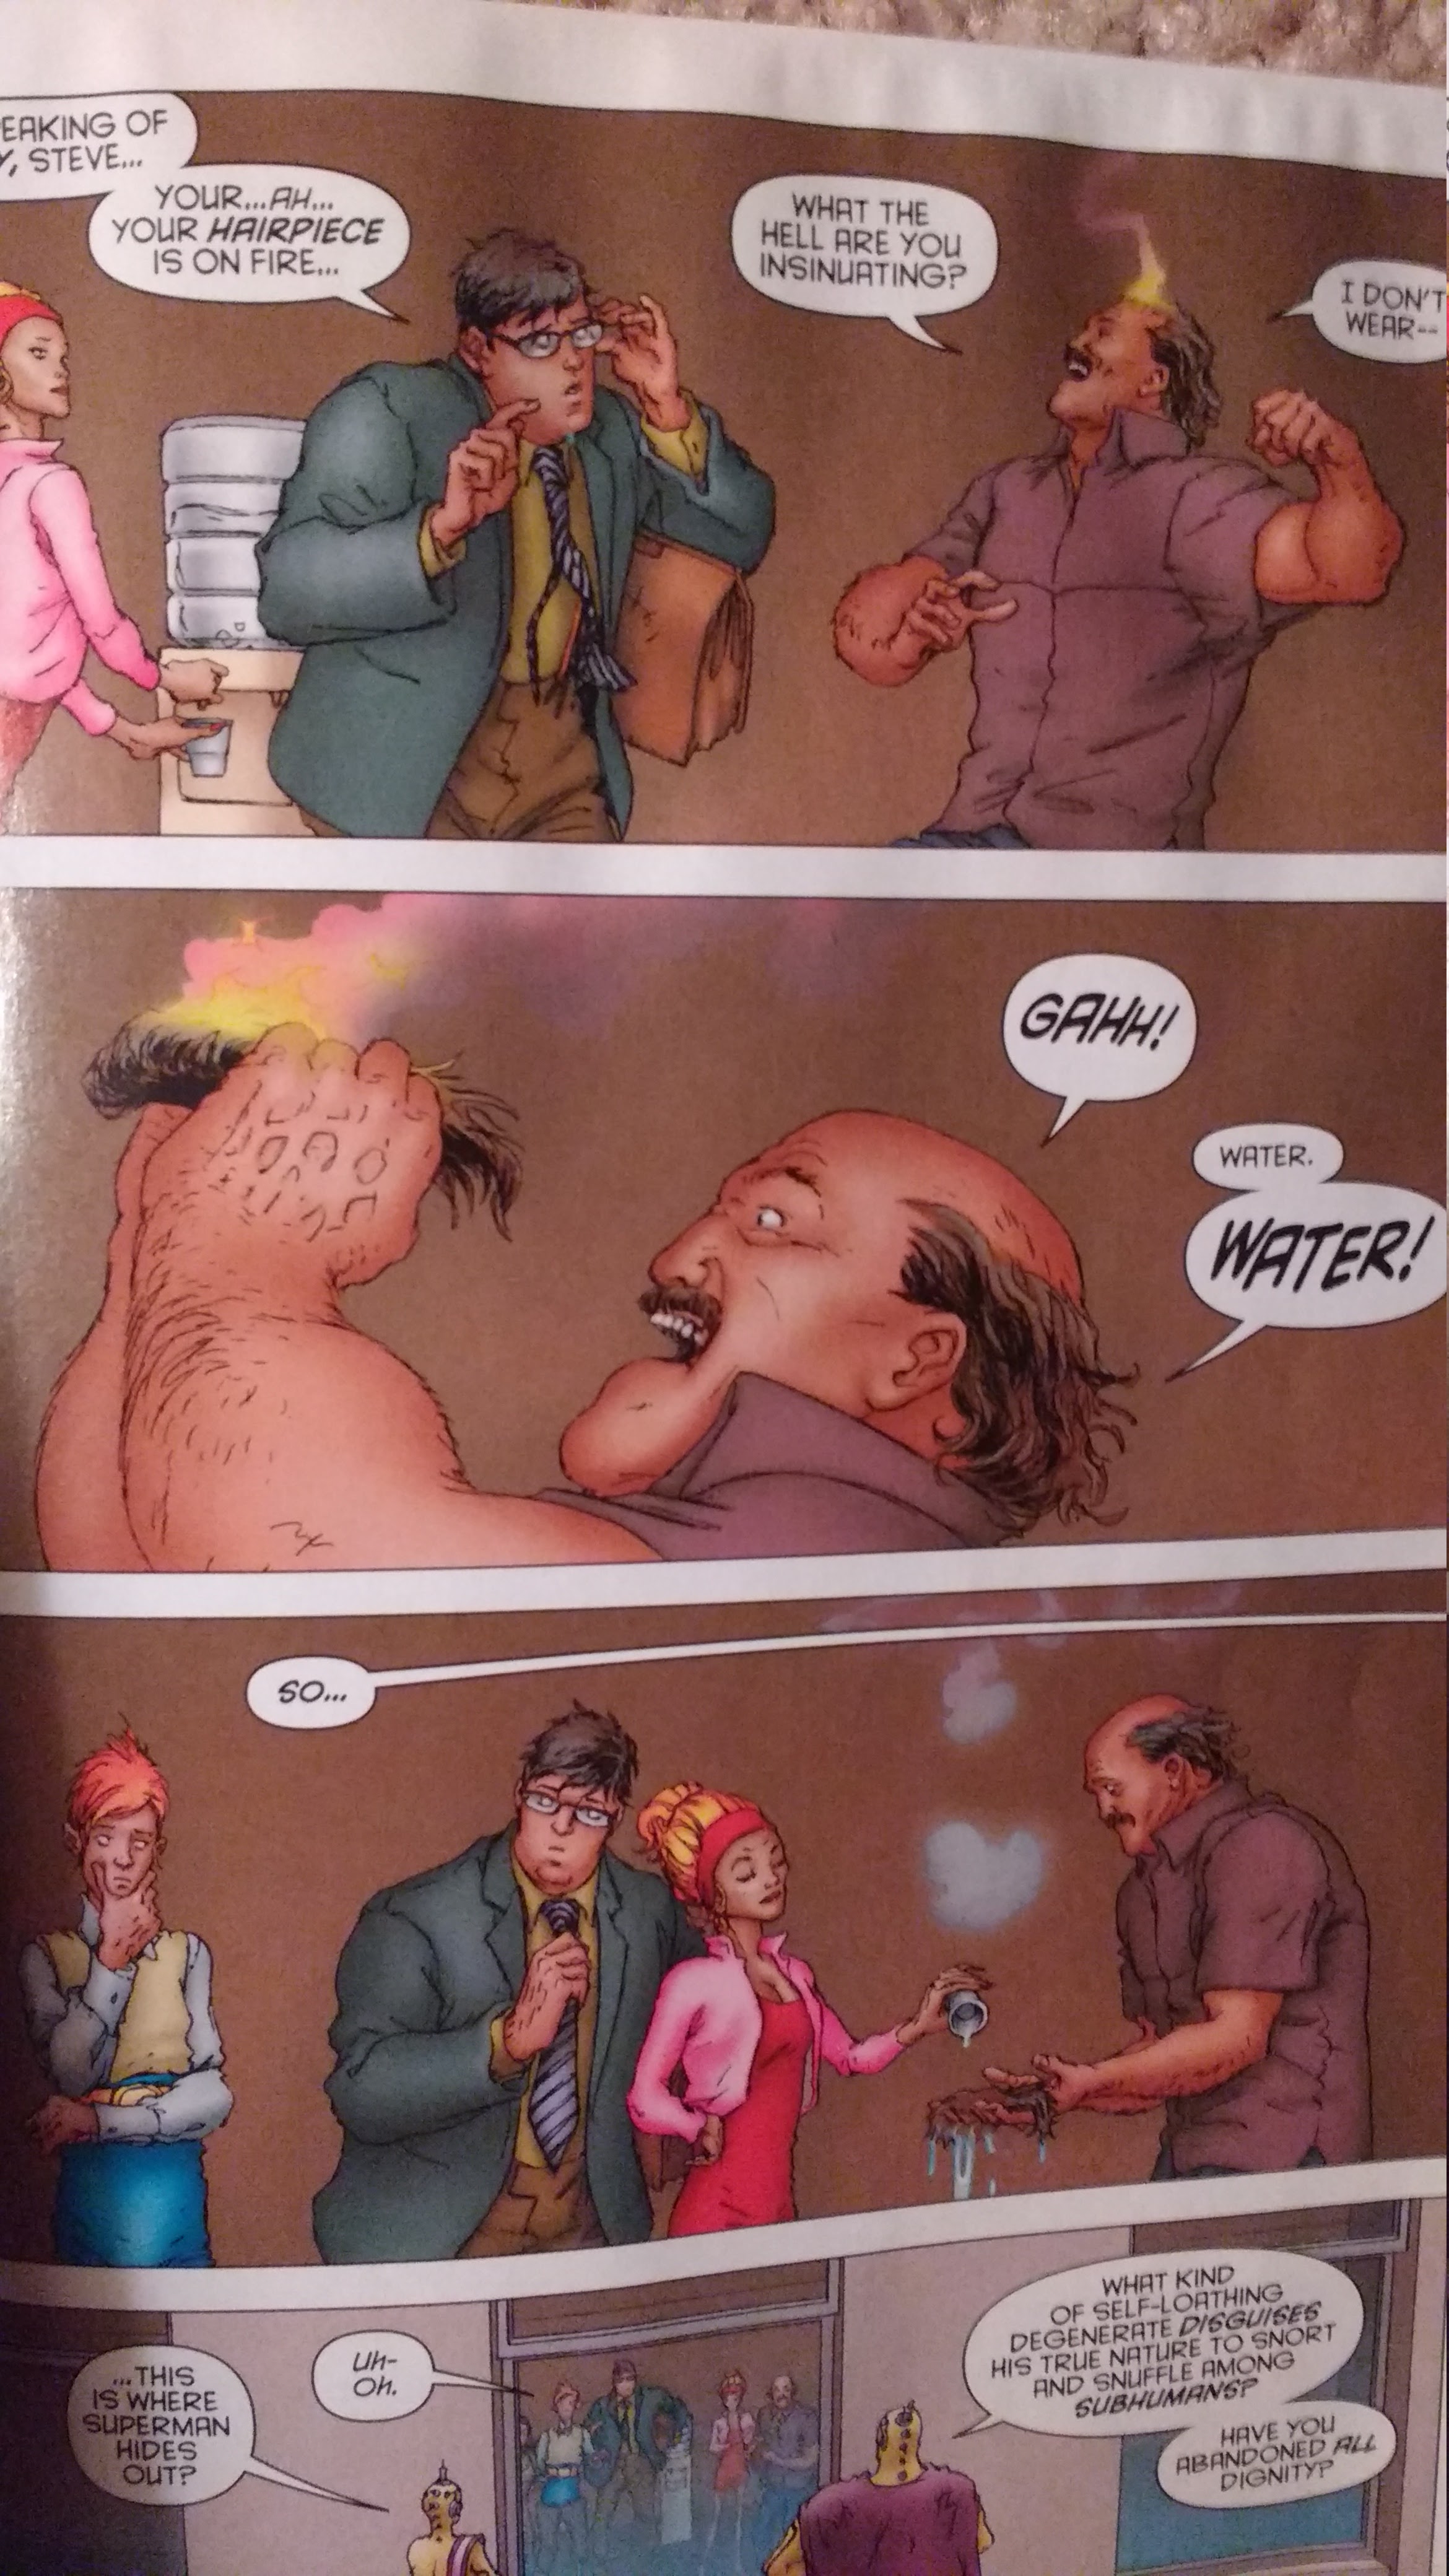 EAKING OF
Y, STEVE...
YOUR...AH...
YOUR HAIRPIECE
IS ON FIRE...
WHAT THE
HELL ARE YOU
INSINUATING?
I DON'T
WEAR--
GAHH!
WATER.
WATER!
SO...
...THIS
IS WHERE
SUPERMAN
HIDES
OUT?
UH-
OH.
WHAT KIND
OF SELF-LOATHING
DEGENERATE DISGUISES
HIS TRUE NATURE TO SNORT
AND SNUFFLE AMONG
SUBHUMANS?
HAVE YOU
ABANDONED ALL
DIGNITY?